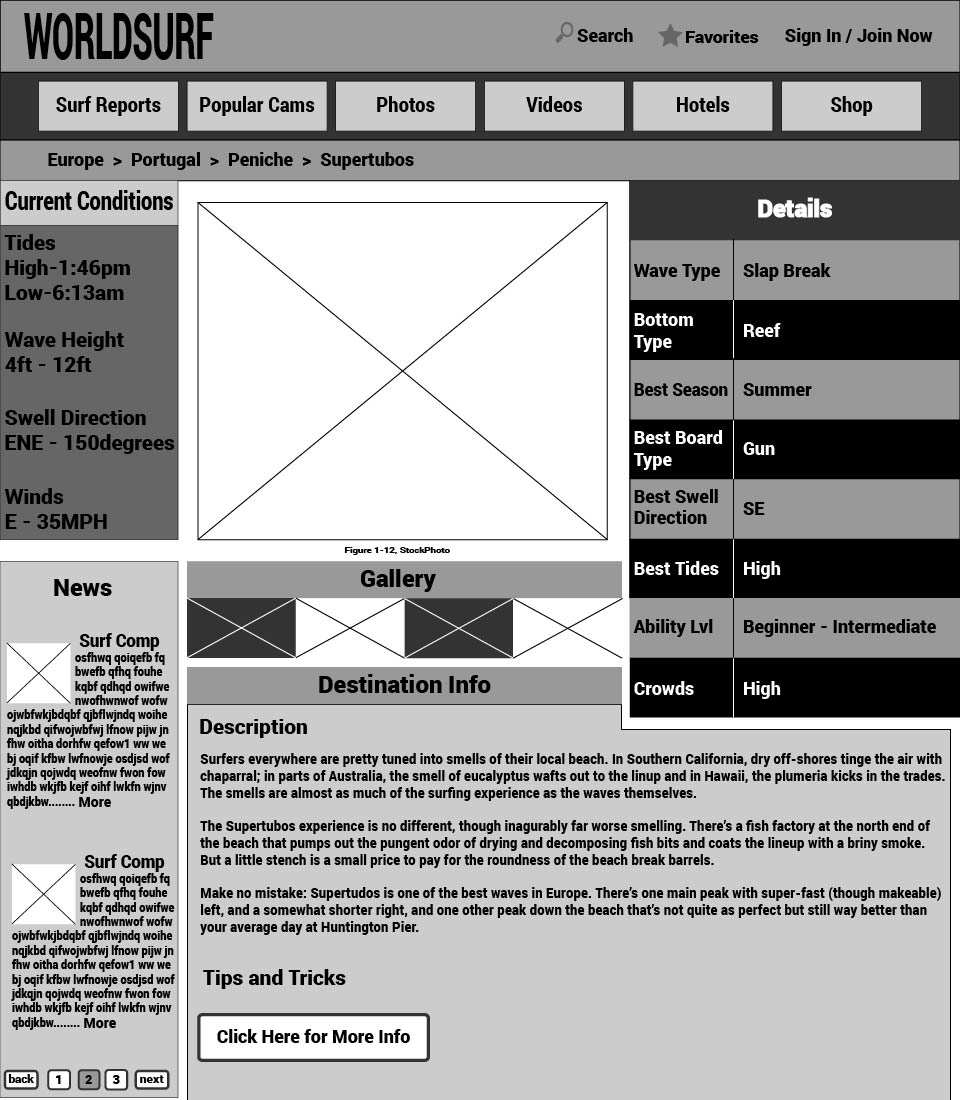 WORLDSURF
Search
Favorites
Sign In / Join Now
Surf Reports
Popular Cams
Photos
Videos
Hotels
Shop
Europe > Portugal > Peniche > Supertubos
Current Conditions
Tides
High-1:46pm
Low-6:13am
Wave Height
4ft - 12ft
Swell Direction
ENE - 150degrees
Winds
E - 35MPH
Figure 1-12, StockPhoto
Details
Wave Type
Slap Break
Bottom
Type
Reef
Best Season
Summer
Best Board
Type
Gun
Best Swell
Direction
SE
Best Tides
High
Ability Lvl
Beginner - Intermediate
Crowds
High
News
Surf Comp
osfhwq qoiqefb fq
bwefb qfhq fouhe
kqbf qdhqd owifwe
nwofhwnwof wofw
ojwbfwkjbdqbf qjbflwjndq woihe
nqjkbd qifwojwbfwj lfnow pijw jn
fhw oitha dorhfw qefow1 ww we
bj oqif kfbw lwfnowje osdjsd wof
jdkqjn qojwdq weofnw fwon fow
iwhdb wkjfb kejf oihf lwkfn wjnv
qbdjkbw........ More
Surf Comp
osfhwq qoiqefb fq
bwefb qfhq fouhe
kqbf qdhqd owifwe
nwofhwnwof wofw
ojwbfwkjbdqbf qjbflwjndq woihe
nqjkbd qifwojwbfwj lfnow pijw jn
fhw oitha dorhfw qefow1 ww we
bj oqif kfbw lwfnowje osdjsd wof
jdkqjn qojwdq weofnw fwon fow
iwhdb wkjfb kejf oihf lwkfn wjnv
qbdjkbw........ More
back
1
2
3
next
Gallery
Destination Info
Description
Surfers everywhere are pretty tuned into smells of their local beach. In Southern California, dry off-shores tinge the air with
chaparral; in parts of Australia, the smell of eucalyptus wafts out to the linup and in Hawaii, the plumeria kicks in the trades.
The smells are almost as much of the surfing experience as the waves themselves.
The Supertubos experience is no different, though inagurably far worse smelling. There's a fish factory at the north end of
the beach that pumps out the pungent odor of drying and decomposing fish bits and coats the lineup with a briny smoke.
But a little stench is a small price to pay for the roundness of the beach break barrels.
Make no mistake: Supertudos is one of the best waves in Europe. There's one main peak with super-fast (though makeable)
left, and a somewhat shorter right, and one other peak down the beach that's not quite as perfect but still way better than
your average day at Huntington Pier.
Tips and Tricks
Click Here for More Info